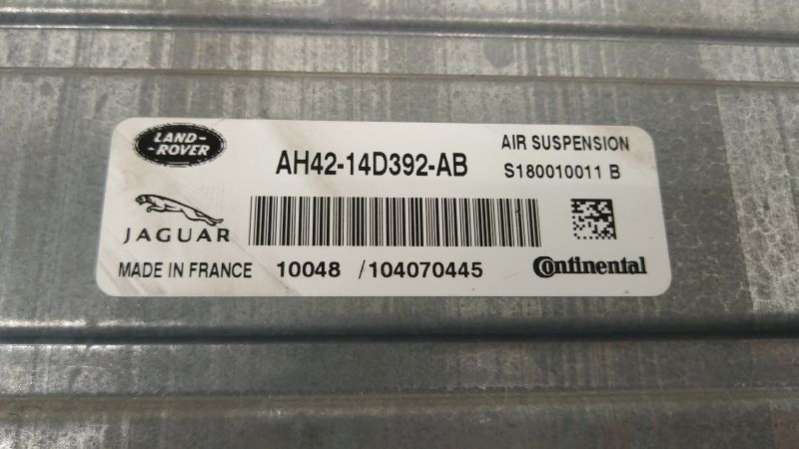 LAND-
-ROVER
AH42-14D392-AB
AIR SUSPENSION
S180010011 B
JAGUAR
MADE IN FRANCE
10048 /104070445
Continental